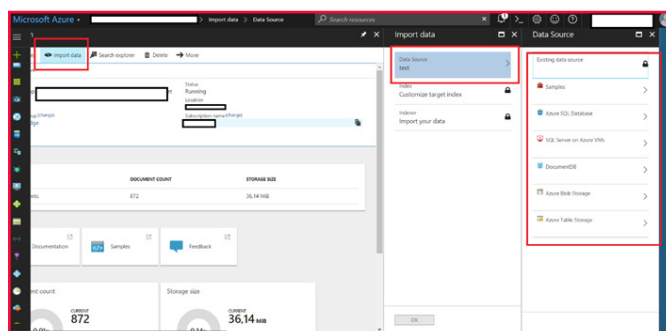 Microsoft Azure
Import data > Data Source
Search resources
Import data
Search explorer
Delete
Move
Status
Running
Location
Subscription name (change)
(change)
DOCUMENT COUNT
STORAGE SIZE
872
36,14 MiB
Documentation
Samples
Feedback
Storage size
CURRENT
872
CURRENT
36,14 MiB
Import data
Data Source
test
Index
Customize target index
Indexer
Import your data
OK
Data Source
Existing data source
Samples
Azure SQL Database
SQL Server on Azure VMs
DocumentDB
Azure Blob Storage
Azure Table Storage